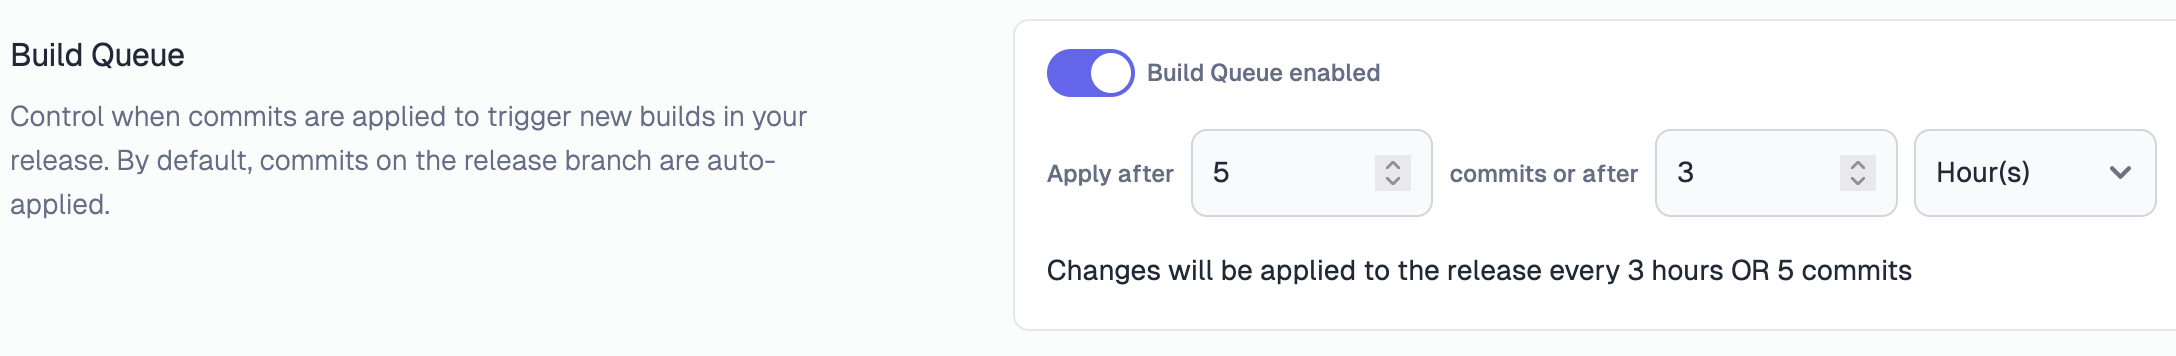 Build Queue
Control when commits are applied to trigger new builds in your
release. By default, commits on the release branch are auto-
applied.
Build Queue enabled
Apply after 5 commits or after 3 Hour(s)
Changes will be applied to the release every 3 hours OR 5 commits